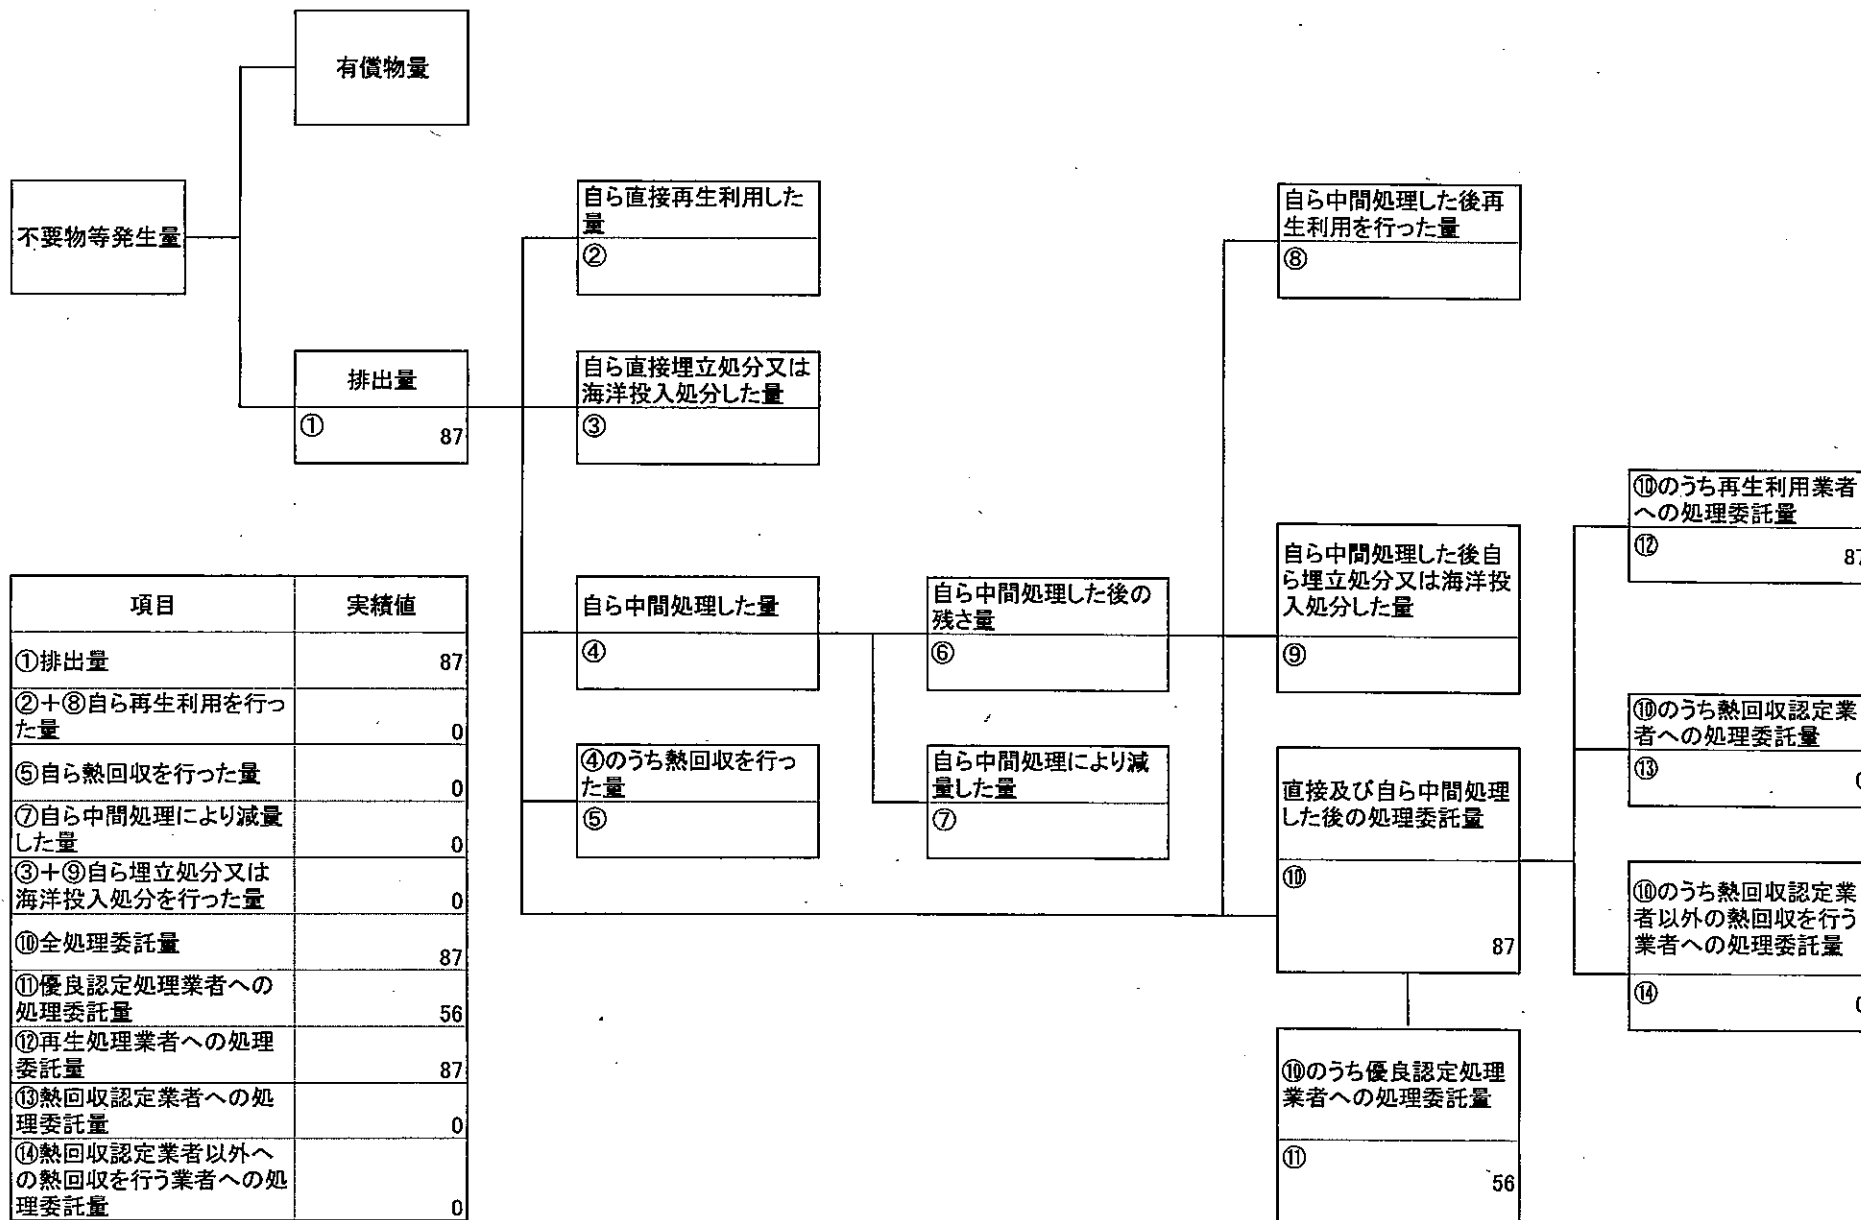 有償物量
不要物等発生量
排出量
①
87
自ら直接再生利用した
量
②
自ら直接埋立処分又は
海洋投入処分した量
③
自ら中間処理した量
④
④のうち熱回収を行っ
た量
⑤
自ら中間処理した後の
残さ量
⑥
自ら中間処理により減
量した量
⑦
自ら中間処理した後再
生利用を行った量
⑧
自ら中間処理した後自
ら埋立処分又は海洋投
入処分した量
⑨
直接及び自ら中間処理
した後の処理委託量
⑩
87
⑩のうち優良認定処理
業者への処理委託量
⑪
56
⑩のうち再生利用業者
への処理委託量
⑫
87
⑩のうち熱回収認定業
者への処理委託量
⑬
0
⑩のうち熱回収認定業
者以外の熱回収を行う
業者への処理委託量
⑭
0
項目 実績値
①排出量 87
②+⑧自ら再生利用を行っ
た量 0
⑤自ら熱回収を行った量 0
⑦自ら中間処理により減量
した量 0
③+⑨自ら埋立処分又は
海洋投入処分を行った量 0
⑩全処理委託量 87
⑪優良認定処理業者への
処理委託量 56
⑫再生処理業者への処理
委託量 87
⑬熱回収認定業者への処
理委託量 0
⑭熱回収認定業者以外へ
の熱回収を行う業者への処
理委託量 0